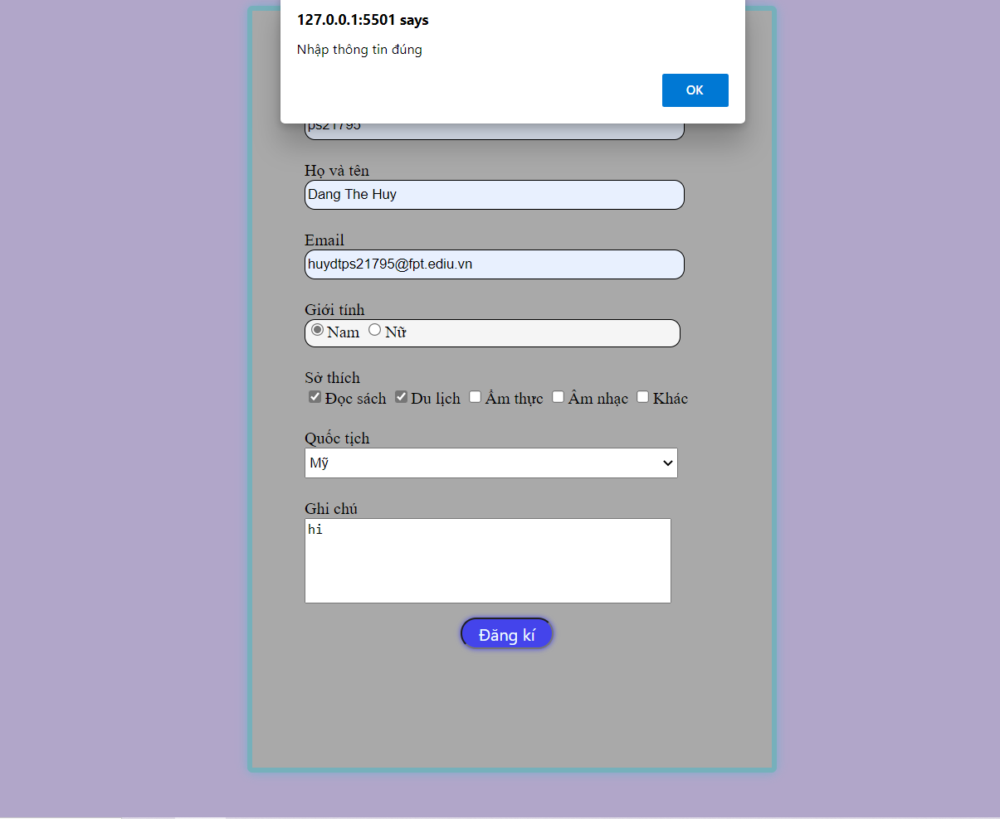 127.0.0.1:5501 says
Nhập thông tin đúng
OK
ps21795
Họ và tên
Dang The Huy
Email
huydtps21795@fpt.ediu.vn
Giới tính
Nam Nữ
Sở thích
Đọc sách Du lịch Ẩm thực Âm nhạc Khác
Quốc tịch
Mỹ
Ghi chú
hi
Đăng kí